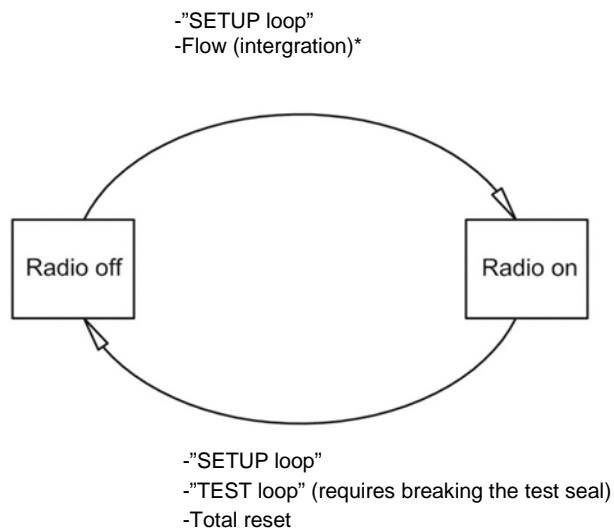 -”SETUP loop”
-Flow (intergration)*
Radio off
Radio on
-”SETUP loop”
-”TEST loop” (requires breaking the test seal)
-Total reset